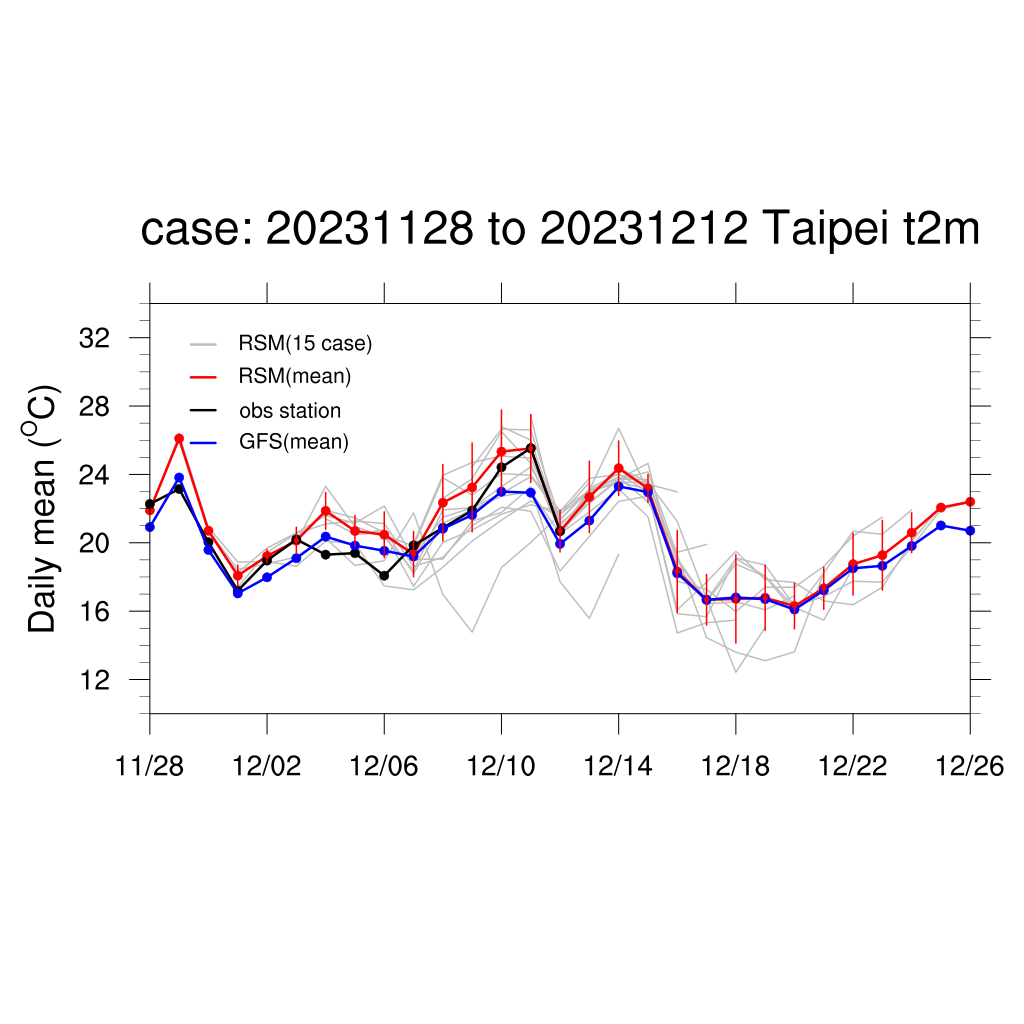 case: 20231128 to 20231212 Taipei t2m
Daily mean (°C)
32
28
24
20
16
12
RSM(15 case)
RSM(mean)
obs station
GFS(mean)
11/28 12/02 12/06 12/10 12/14 12/18 12/22 12/26